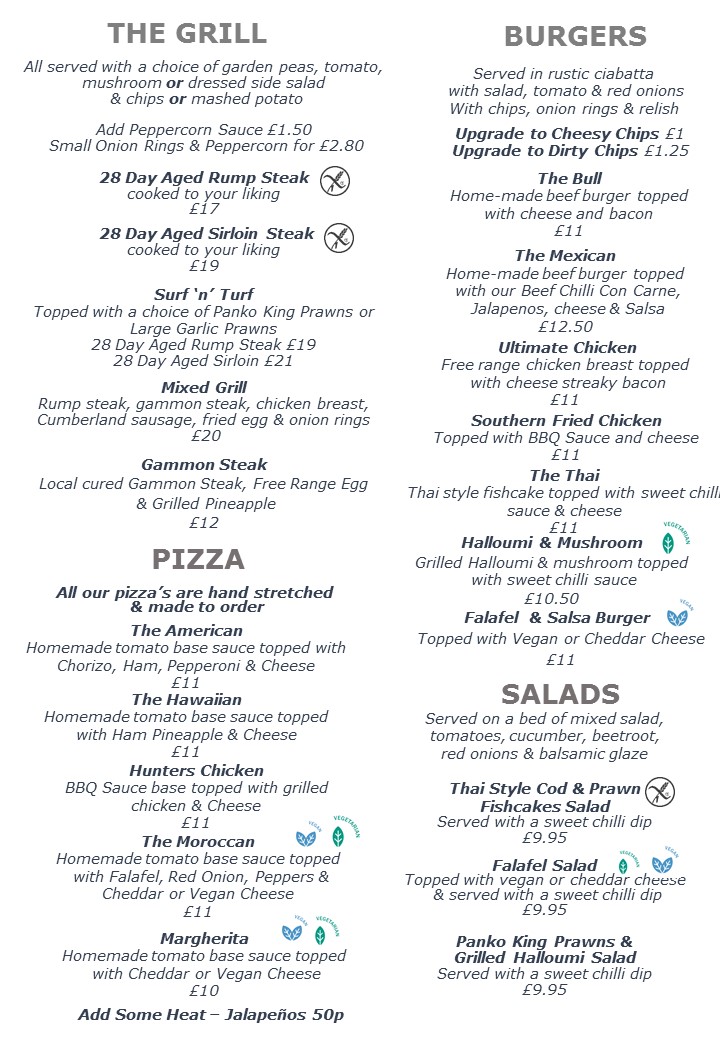 THE GRILL
All served with a choice of garden peas, tomato,
mushroom or dressed side salad
& chips or mashed potato
Add Peppercorn Sauce £1.50
Small Onion Rings & Peppercorn for £2.80
28 Day Aged Rump Steak
cooked to your liking
£17
28 Day Aged Sirloin Steak
cooked to your liking
£19
Surf ‘n’ Turf
Topped with a choice of Panko King Prawns or
Large Garlic Prawns
28 Day Aged Rump Steak £19
28 Day Aged Sirloin £21
Mixed Grill
Rump steak, gammon steak, chicken breast,
Cumberland sausage, fried egg & onion rings
£20
Gammon Steak
Local cured Gammon Steak, Free Range Egg
& Grilled Pineapple
£12
PIZZA
All our pizza’s are hand stretched
& made to order
The American
Homemade tomato base sauce topped with
Chorizo, Ham, Pepperoni & Cheese
£11
The Hawaiian
Homemade tomato base sauce topped
with Ham Pineapple & Cheese
£11
Hunters Chicken
BBQ Sauce base topped with grilled
chicken & Cheese
£11
The Moroccan
VEGAN
VEGETARIAN
Homemade tomato base sauce topped
with Falafel, Red Onion, Peppers &
Cheddar or Vegan Cheese
£11
Margherita
VEGAN
VEGETARIAN
Homemade tomato base sauce topped
with Cheddar or Vegan Cheese
£10
Add Some Heat – Jalapeños 50p
BURGERS
Served in rustic ciabatta
with salad, tomato & red onions
With chips, onion rings & relish
Upgrade to Cheesy Chips £1
Upgrade to Dirty Chips £1.25
The Bull
Home-made beef burger topped
with cheese and bacon
£11
The Mexican
Home-made beef burger topped
with our Beef Chilli Con Carne,
Jalapenos, cheese & Salsa
£12.50
Ultimate Chicken
Free range chicken breast topped
with cheese streaky bacon
£11
Southern Fried Chicken
Topped with BBQ Sauce and cheese
£11
The Thai
Thai style fishcake topped with sweet chilli
sauce & cheese
£11
Halloumi & Mushroom
VEGETARIAN
Grilled Halloumi & mushroom topped
with sweet chilli sauce
£10.50
Falafel & Salsa Burger
VEGAN
Topped with Vegan or Cheddar Cheese
£11
SALADS
Served on a bed of mixed salad,
tomatoes, cucumber, beetroot,
red onions & balsamic glaze
Thai Style Cod & Prawn
Fishcakes Salad
Served with a sweet chilli dip
£9.95
Falafel Salad
VEGETARIAN
VEGAN
Topped with vegan or cheddar cheese
& served with a sweet chilli dip
£9.95
Panko King Prawns &
Grilled Halloumi Salad
Served with a sweet chilli dip
£9.95